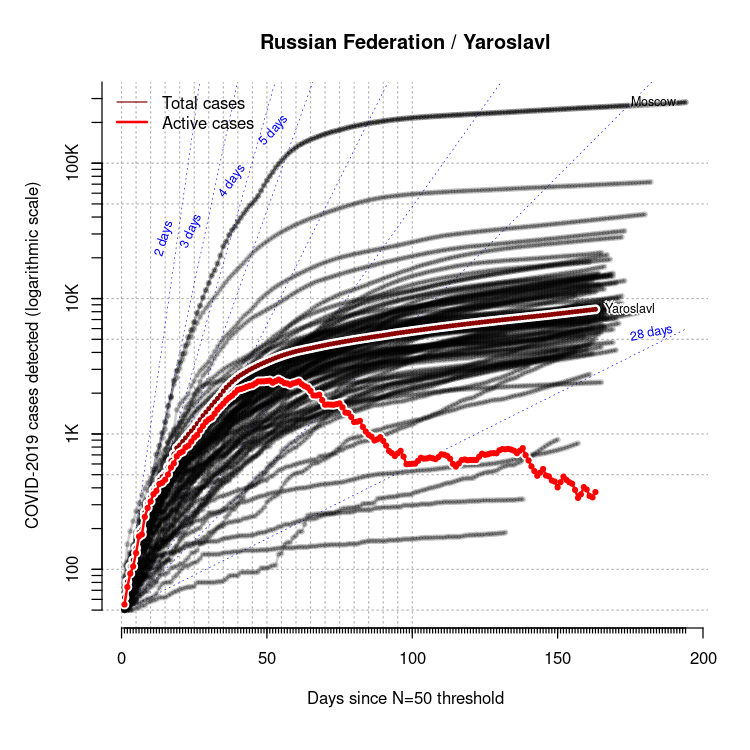 Russian Federation / Yaroslavl
Total cases
Active cases
Moscow
2 days
3 days
4 days
5 days
28 days
Yaroslavl
COVID-2019 cases detected (logarithmic scale)
100K
10K
1K
100
0 50 100 150 200
Days since N=50 threshold